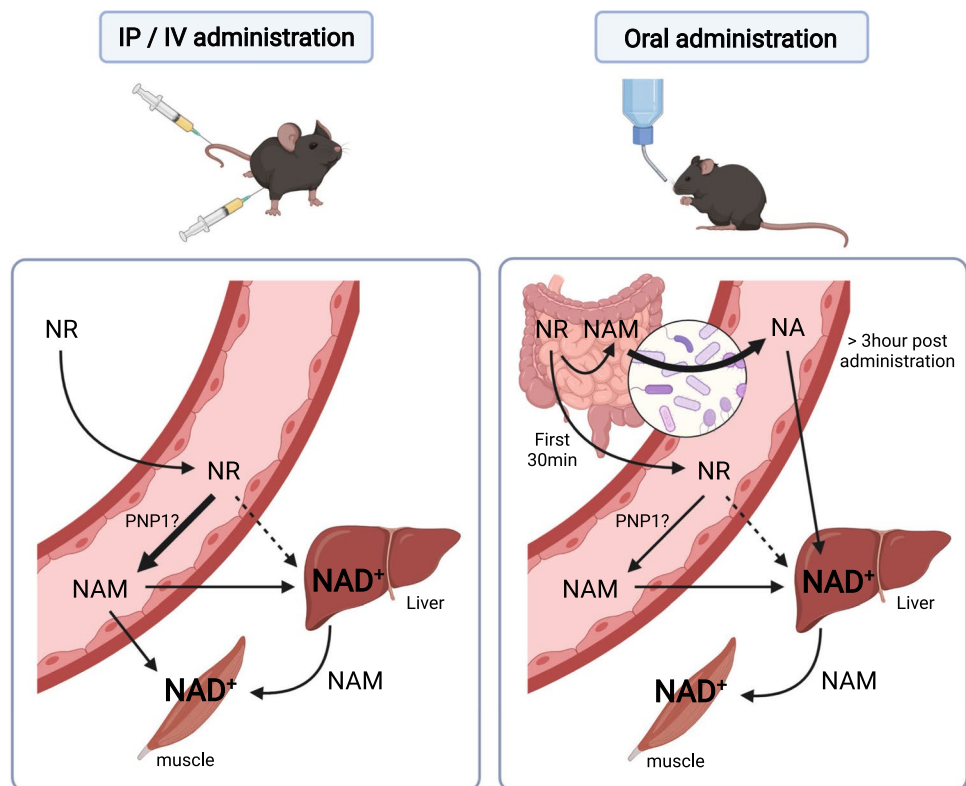 IP / IV administration
Oral administration
NR
NR
PNP1?
NAM
NAD+
Liver
NAM
NAD+
muscle
NR NAM
NA
> 3hour post
administration
First
30min
NR
PNP1?
NAM
NAD+
Liver
NAM
NAD+
muscle